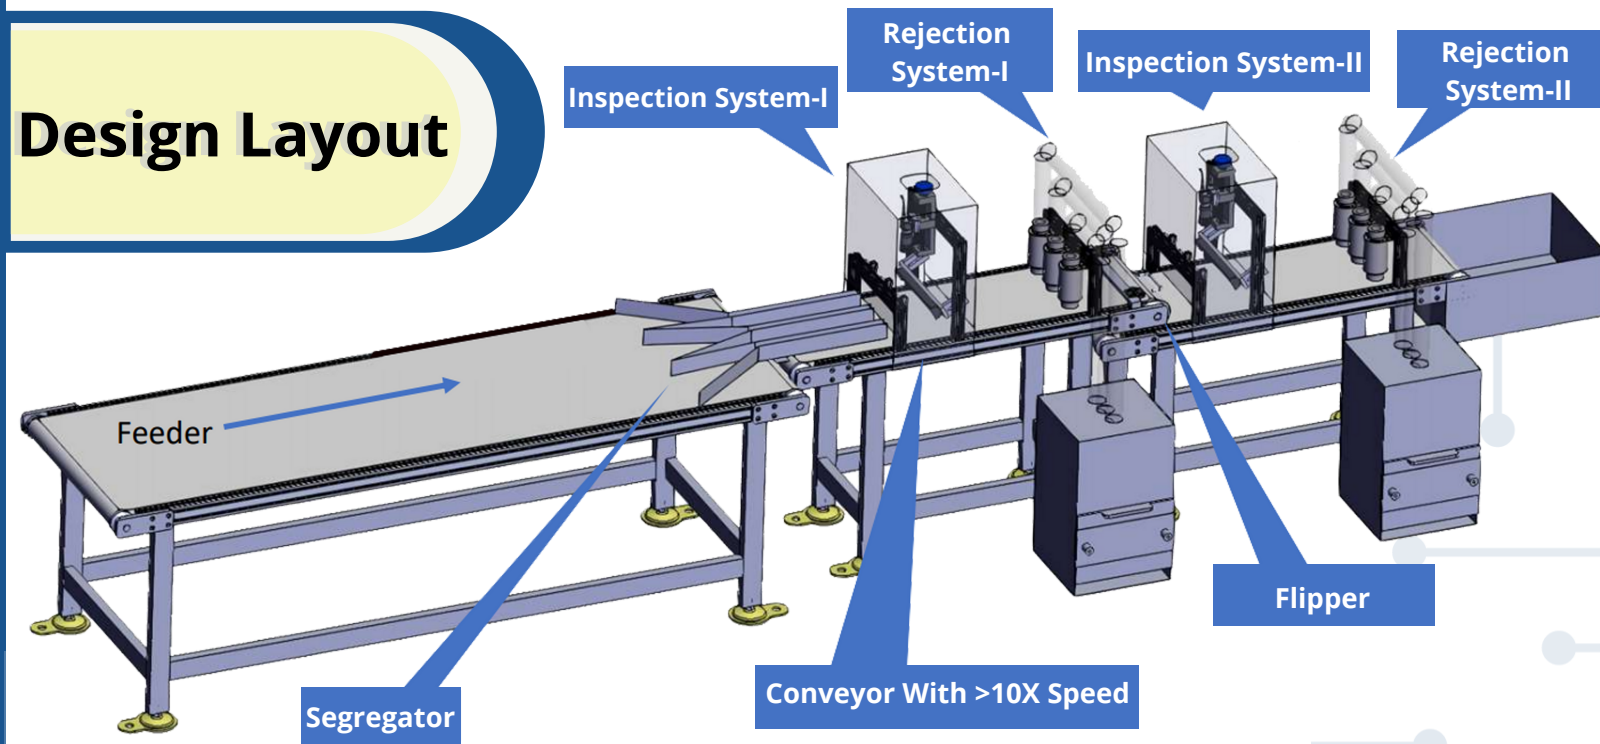 Design Layout
Inspection System-I
Rejection
System-I
Inspection System-II
Rejection
System-II
Feeder
Segregator
Conveyor With >10X Speed
Flipper